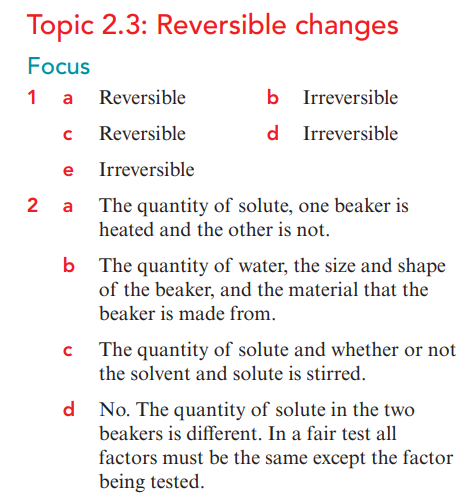 Topic 2.3: Reversible changes
Focus
1 a Reversible b Irreversible
c Reversible d Irreversible
e Irreversible
2 a The quantity of solute, one beaker is
heated and the other is not.
b The quantity of water, the size and shape
of the beaker, and the material that the
beaker is made from.
c The quantity of solute and whether or not
the solvent and solute is stirred.
d No. The quantity of solute in the two
beakers is different. In a fair test all
factors must be the same except the factor
being tested.